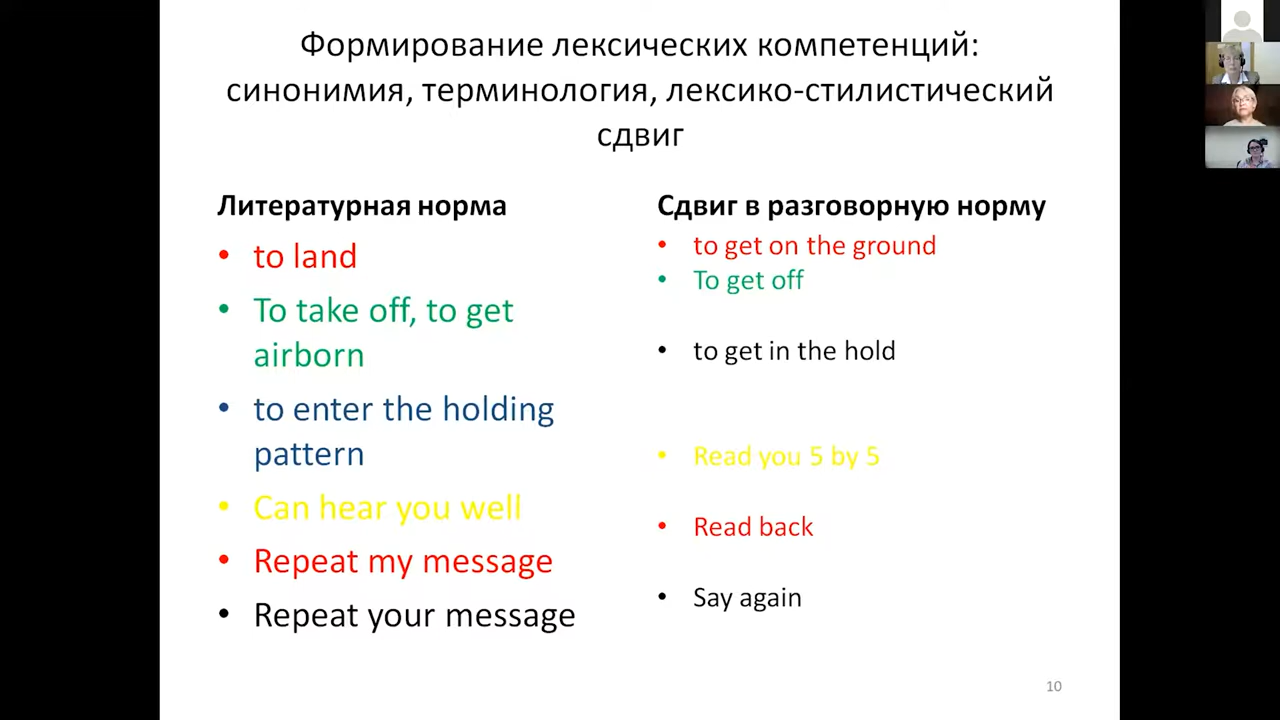 Формирование лексических компетенций:
синонимия, терминология, лексико-стилистический
сдвиг
Литературная норма
• to land
• To take off, to get
airborn
• to enter the holding
pattern
• Can hear you well
• Repeat my message
• Repeat your message
Сдвиг в разговорную норму
• to get on the ground
• To get off
• to get in the hold
• Read you 5 by 5
• Read back
• Say again
10